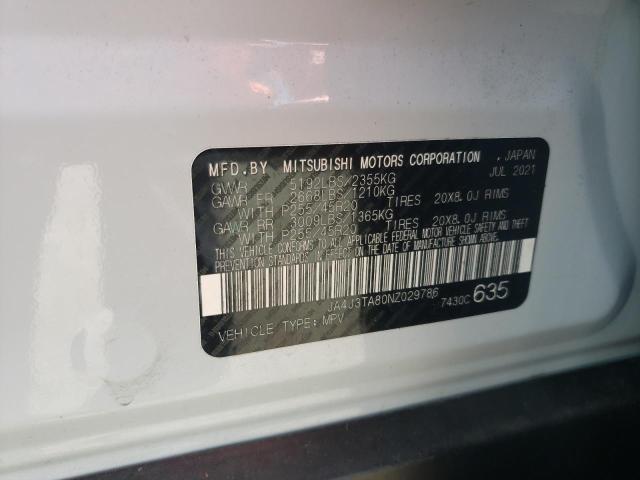 MFD.BY MITSUBISHI MOTORS CORPORATION . JAPAN
GVWR 5192LBS/2355KG JUL 2021
GAWR FR 2668LBS/1210KG
WITH P255/45R20 TIRES 20X8.0J RIMS
GAWR RR 3009LBS/1365KG
WITH P255/45R20 TIRES 20X8.0J RIMS
THIS VEHICLE CONFORMS TO ALL APPLICABLE FEDERAL MOTOR VEHICLE SAFETY AND THEFT
PREVENTION STANDARDS IN EFFECT ON THE DATE OF MANUFACTURE SHOWN ABOVE.
JA4J3TA80NZ029786
7430C 635
VEHICLE TYPE: MPV